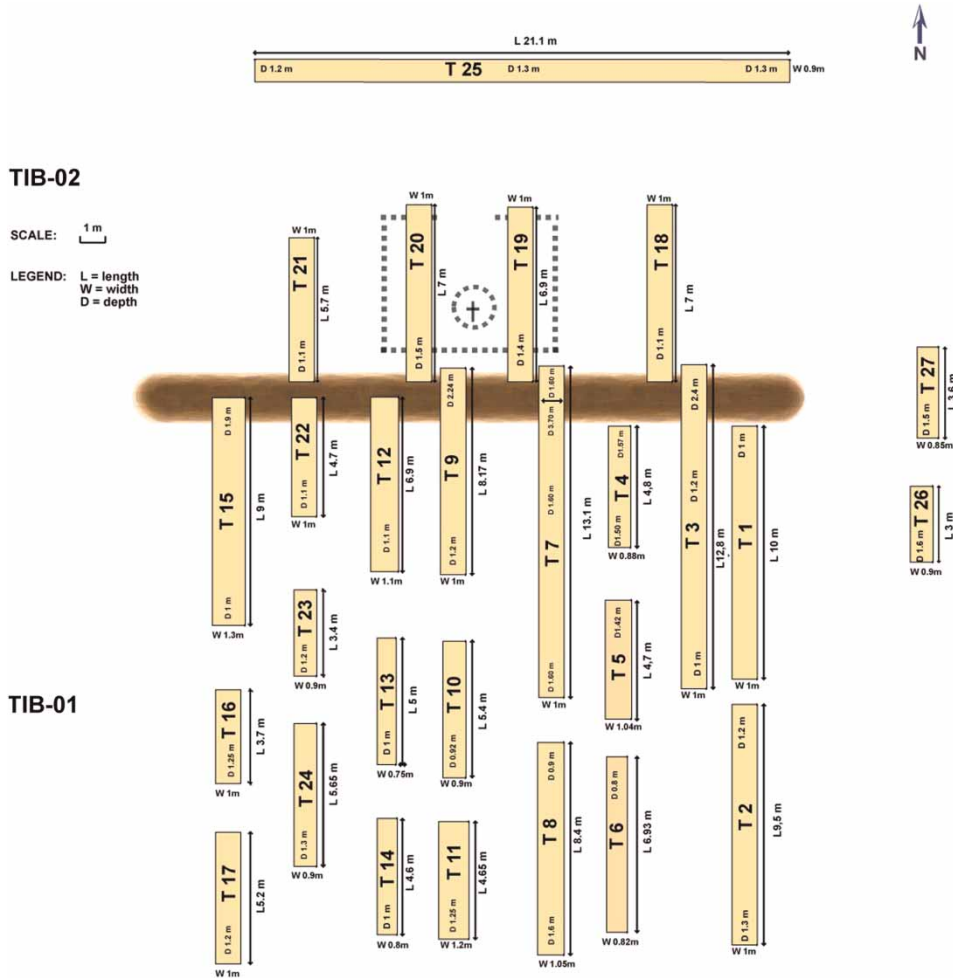 L 21.1 m
N
D 1.2 m
T 25
D 1.3 m
D 1.3 m
W 0.9m
TIB-02
SCALE: 1 m
LEGEND: L = length
W = width
D = depth
W 1m
T 21
D 1.1 m
L 5.7 m
W 1m
T 20
D 1.5 m
L 7 m
W 1m
T 19
D 1.4 m
L 6.9 m
W 1m
T 18
D 1.1 m
L 7 m
T 27
D 1.5 m
L 3.6 m
W 0.85m
T 26
D 1.6 m
L 3 m
W 0.9m
D 1.9 m
T 15
D 1 m
L 9 m
W 1.3m
T 22
D 1.1 m
L 4.7 m
W 1m
T 12
D 1.1 m
L 6.9 m
W 1.1m
D 2.24 m
T 9
D 1.2 m
L 8.17 m
W 1m
D 1.60 m
D 3.70 m
D 1.60 m
T 7
D 1.60 m
L 13.1 m
W 1m
D1.57 m
T 4
D1.50 m
L 4,8 m
W 0.88m
D 2.4 m
D 1.2 m
T 3
D 1 m
L12,8 m
W 1m
D 1 m
T 1
L 10 m
W 1m
T 23
D 1.2 m
L 3.4 m
W 0.9m
D1.42 m
T 5
L 4,7 m
W 1.04m
TIB-01
T 16
D 1.25 m
L 3.7 m
W 1m
T 13
D 1 m
L 5 m
W 0.75m
T 10
D 0.92 m
L 5.4 m
W 0.9m
T 24
D 1.3 m
L 5.65 m
W 0.9m
D 0.9 m
T 8
D 1.6 m
L 8.4 m
W 1.05m
D 0.8 m
T 6
L 6.93 m
W 0.82m
D 1.2 m
T 2
D 1.3 m
L9,5 m
W 1m
T 17
D 1.2 m
L5.2 m
W 1m
T 14
D 1 m
L 4.6 m
W 0.8m
T 11
D 1.25 m
L 4.65 m
W 1.2m